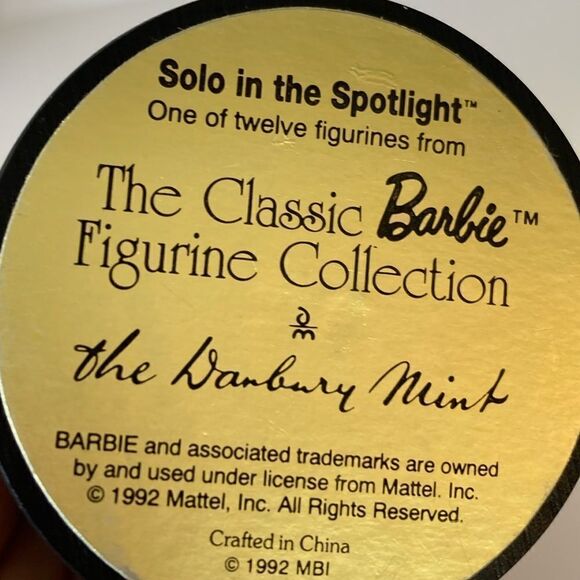 Solo in the Spotlight™
One of twelve figurines from
The Classic Barbie™
Figurine Collection
dm
the Danbury Mint
BARBIE and associated trademarks are owned
by and used under license from Mattel. Inc.
© 1992 Mattel, Inc. All Rights Reserved.
Crafted in China
© 1992 MBI